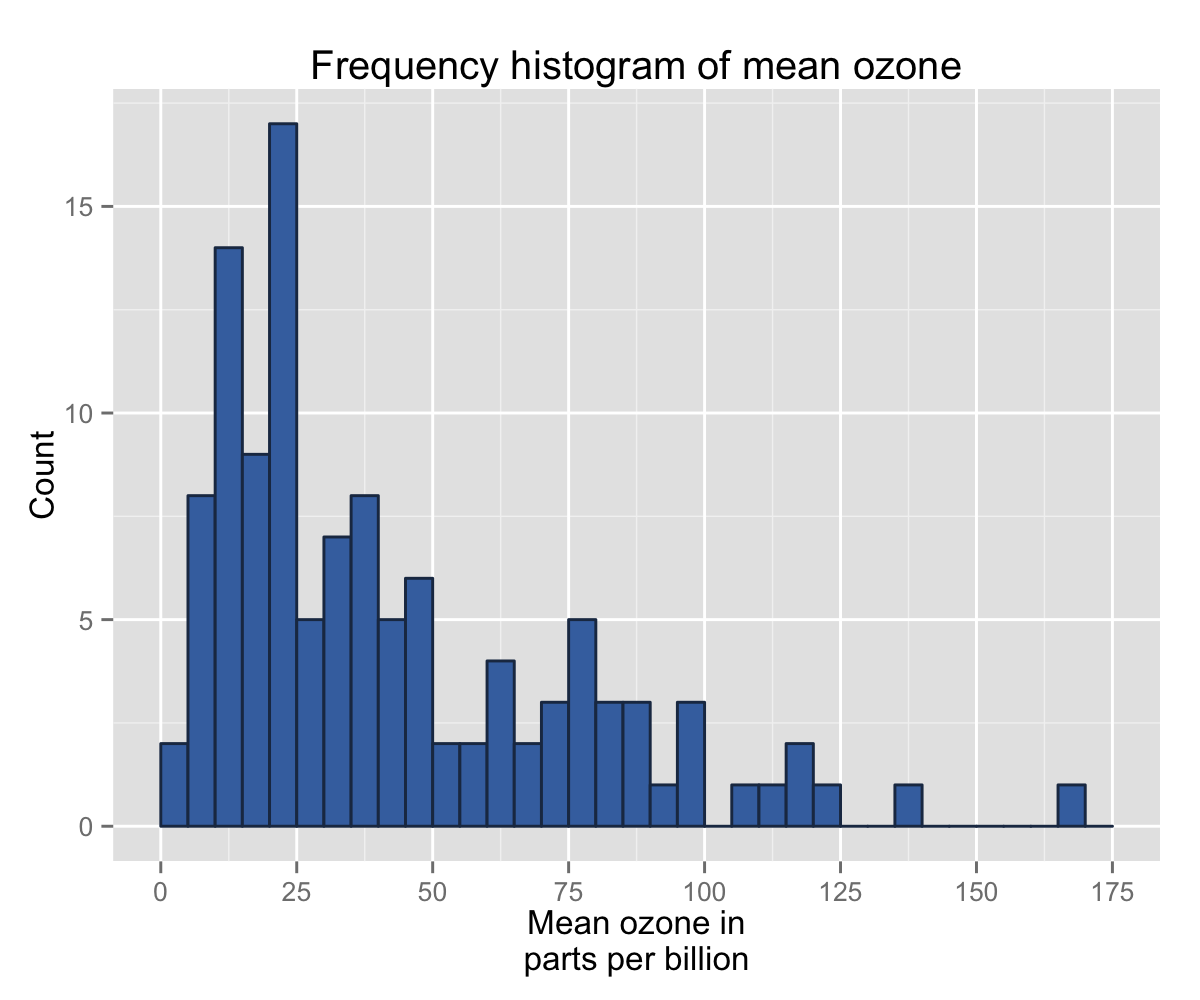 Frequency histogram of mean ozone
15
10
5
0
Count
0 25 50 75 100 125 150 175
Mean ozone in
parts per billion